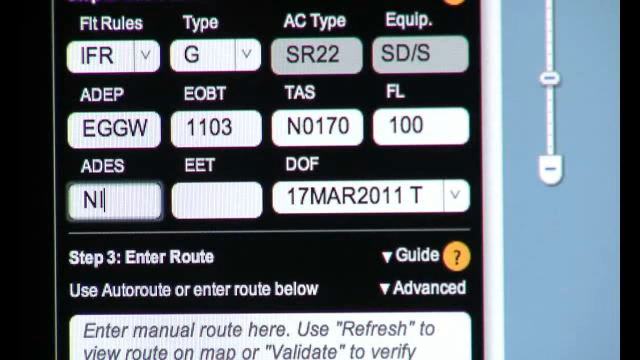 Flt Rules Type AC Type Equip.
IFR G SR22 SD/S
ADEP EOBT TAS FL
EGGW 1103 N0170 100
ADES EET DOF
NI 17MAR2011 T
Step 3: Enter Route Guide ?
Use Autoroute or enter route below Advanced
Enter manual route here. Use "Refresh" to
view route on map or "Validate" to verify